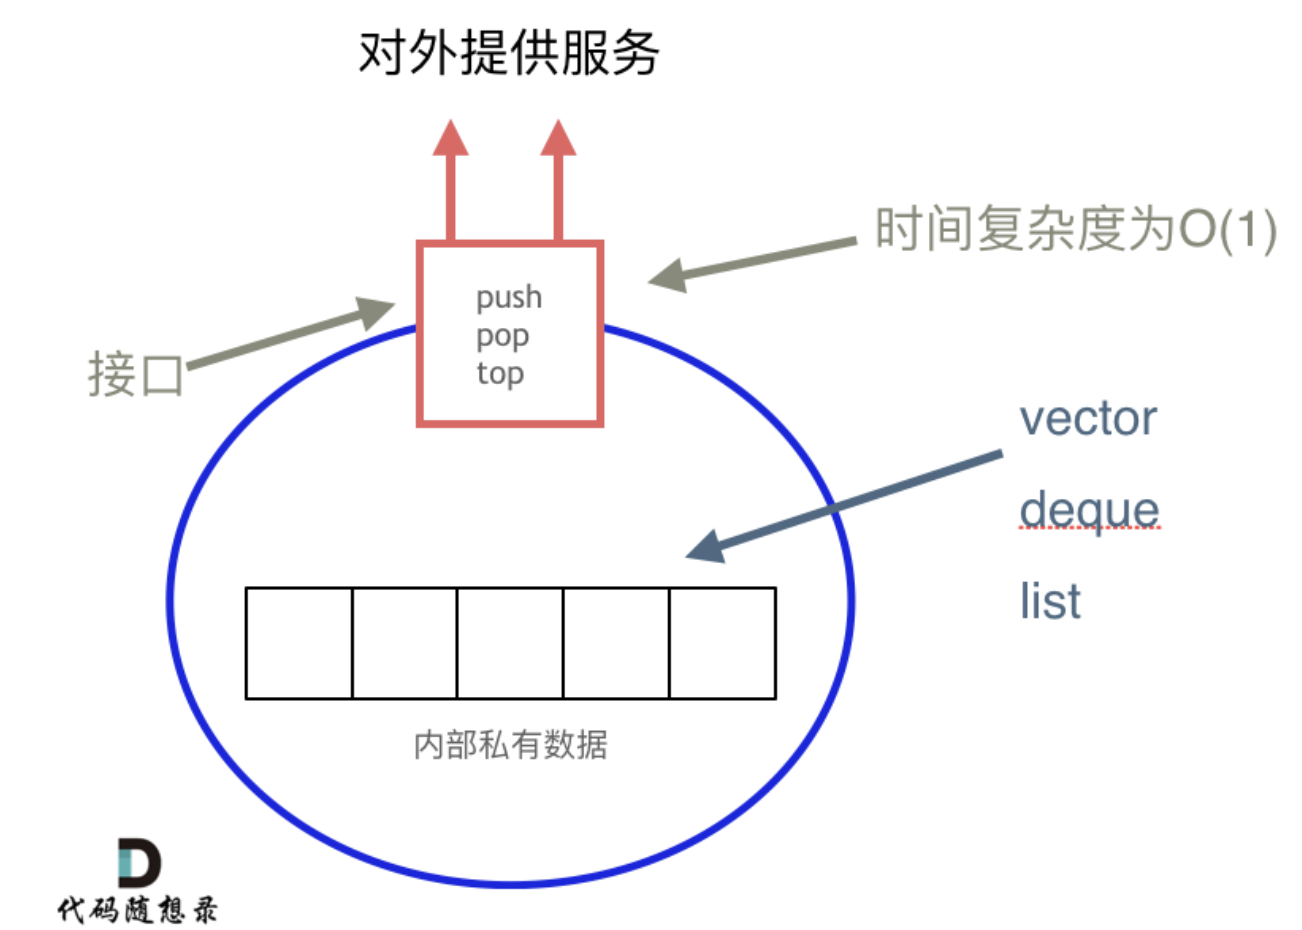 对外提供服务
时间复杂度为O(1)
push
pop
top
接口
vector
deque
list
内部私有数据
代码随想录